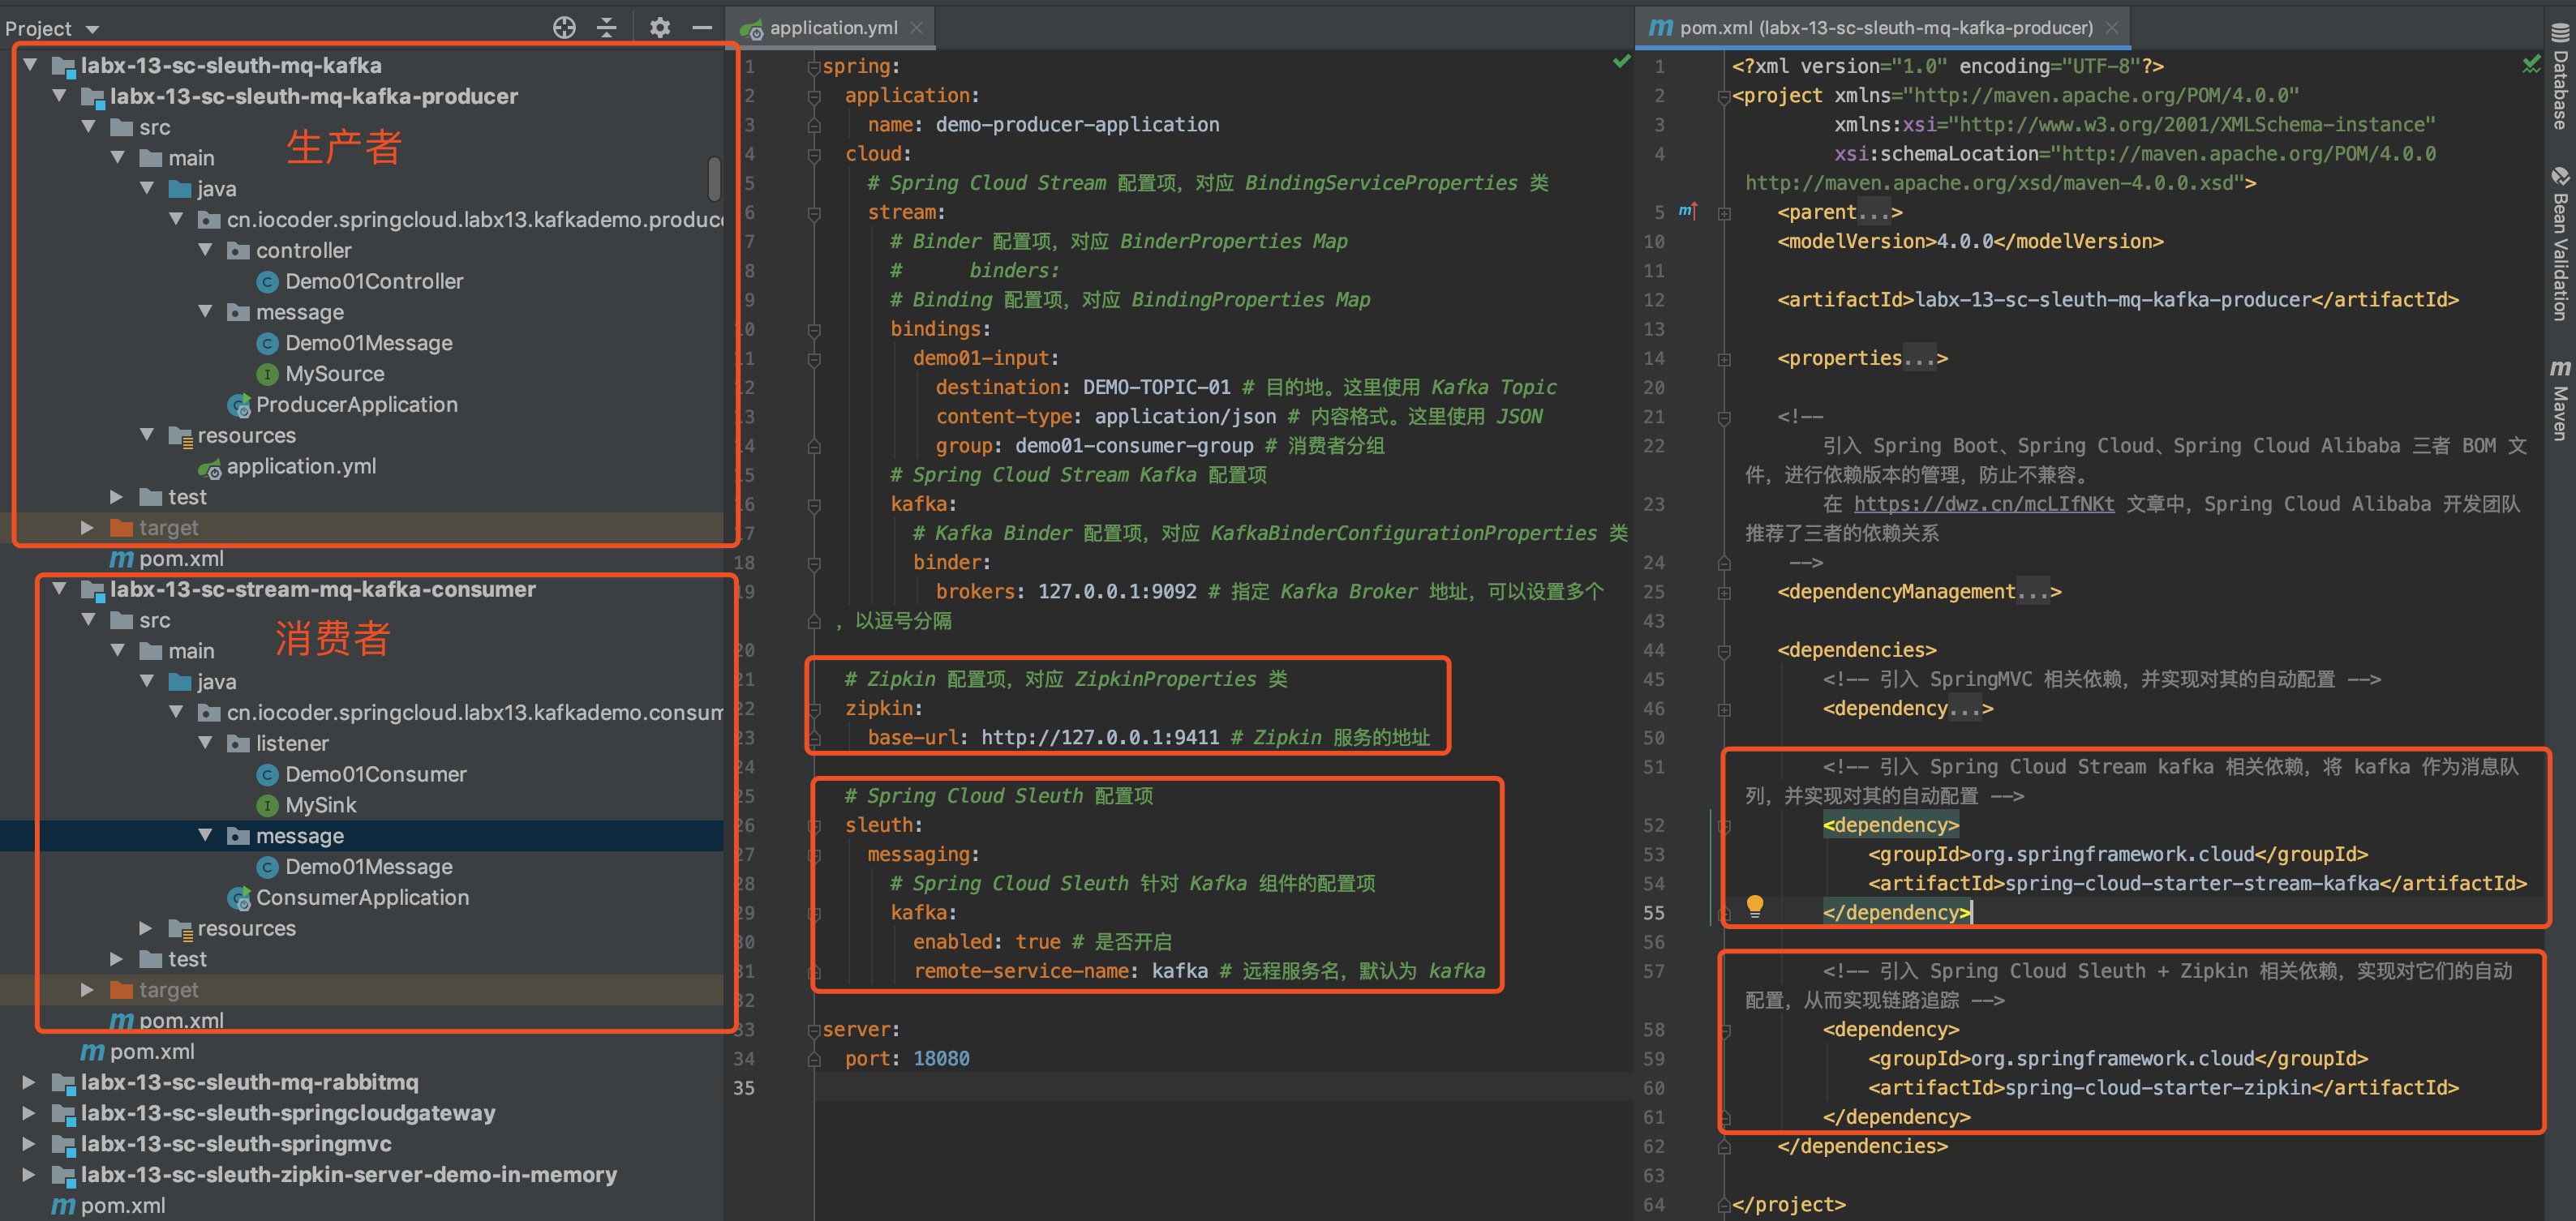 Project
labx-13-sc-sleuth-mq-kafka
labx-13-sc-sleuth-mq-kafka-producer
src
生产者
main
java
cn.iocoder.springcloud.labx13.kafkademo.produce
controller
Demo01Controller
message
Demo01Message
MySource
ProducerApplication
resources
application.yml
test
target
pom.xml
labx-13-sc-stream-mq-kafka-consumer
src
消费者
main
java
cn.iocoder.springcloud.labx13.kafkademo.consum
listener
Demo01Consumer
MySink
message
Demo01Message
ConsumerApplication
resources
test
target
pom.xml
pom.xml
labx-13-sc-sleuth-mq-rabbitmq
labx-13-sc-sleuth-springcloudgateway
labx-13-sc-sleuth-springmvc
labx-13-sc-sleuth-zipkin-server-demo-in-memory
pom.xml
application.yml
1 spring:
2 application:
3 name: demo-producer-application
4 cloud:
5 # Spring Cloud Stream 配置项，对应 BindingServiceProperties 类
6 stream:
7 # Binder 配置项，对应 BinderProperties Map
8 # binders:
9 # Binding 配置项，对应 BindingProperties Map
10 bindings:
11 demo01-input:
12 destination: DEMO-TOPIC-01 # 目的地。这里使用 Kafka Topic
13 content-type: application/json # 内容格式。这里使用 JSON
14 group: demo01-consumer-group # 消费者分组
15 # Spring Cloud Stream Kafka 配置项
16 kafka:
17 # Kafka Binder 配置项，对应 KafkaBinderConfigurationProperties 类
18 binder:
19 brokers: 127.0.0.1:9092 # 指定 Kafka Broker 地址，可以设置多个
，以逗号分隔
20
21 # Zipkin 配置项，对应 ZipkinProperties 类
22 zipkin:
23 base-url: http://127.0.0.1:9411 # Zipkin 服务的地址
24
25 # Spring Cloud Sleuth 配置项
26 sleuth:
27 messaging:
28 # Spring Cloud Sleuth 针对 Kafka 组件的配置项
29 kafka:
30 enabled: true # 是否开启
31 remote-service-name: kafka # 远程服务名，默认为 kafka
32
33 server:
34 port: 18080
35
pom.xml (labx-13-sc-sleuth-mq-kafka-producer)
1 <?xml version="1.0" encoding="UTF-8"?>
2 <project xmlns="http://maven.apache.org/POM/4.0.0"
3 xmlns:xsi="http://www.w3.org/2001/XMLSchema-instance"
4 xsi:schemaLocation="http://maven.apache.org/POM/4.0.0
http://maven.apache.org/xsd/maven-4.0.0.xsd">
5 <parent...>
10 <modelVersion>4.0.0</modelVersion>
11
12 <artifactId>labx-13-sc-sleuth-mq-kafka-producer</artifactId>
13
14 <properties...>
20
21 <!--
22 引入 Spring Boot、Spring Cloud、Spring Cloud Alibaba 三者 BOM 文
件，进行依赖版本的管理，防止不兼容。
23 在 https://dwz.cn/mcLIfNKt 文章中，Spring Cloud Alibaba 开发团队
推荐了三者的依赖关系
24 -->
25 <dependencyManagement...>
43
44 <dependencies>
45 <!-- 引入 SpringMVC 相关依赖，并实现对其的自动配置 -->
46 <dependency...>
50
51 <!-- 引入 Spring Cloud Stream kafka 相关依赖，将 kafka 作为消息队
列，并实现对其的自动配置 -->
52 <dependency>
53 <groupId>org.springframework.cloud</groupId>
54 <artifactId>spring-cloud-starter-stream-kafka</artifactId>
55 </dependency>
56
57 <!-- 引入 Spring Cloud Sleuth + Zipkin 相关依赖，实现对它们的自动
配置，从而实现链路追踪 -->
58 <dependency>
59 <groupId>org.springframework.cloud</groupId>
60 <artifactId>spring-cloud-starter-zipkin</artifactId>
61 </dependency>
62 </dependencies>
63
64 </project>
Database
Bean Validation
Maven